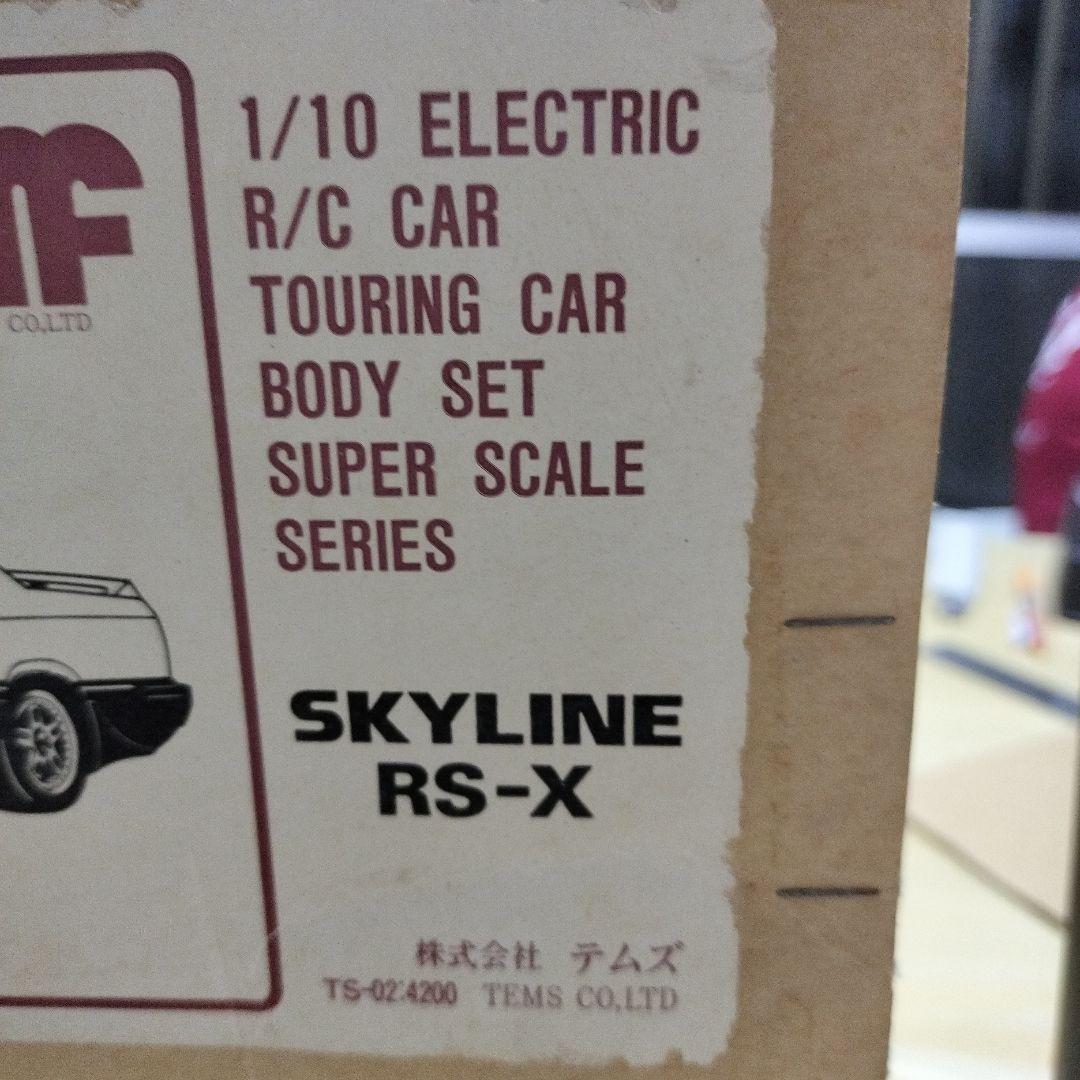 1/10 ELECTRIC
R/C CAR
TOURING CAR
BODY SET
SUPER SCALE
SERIES
CO,LTD
SKYLINE
RS-X
株式会社 テムズ
TS-02:4200 TEMS CO,LTD